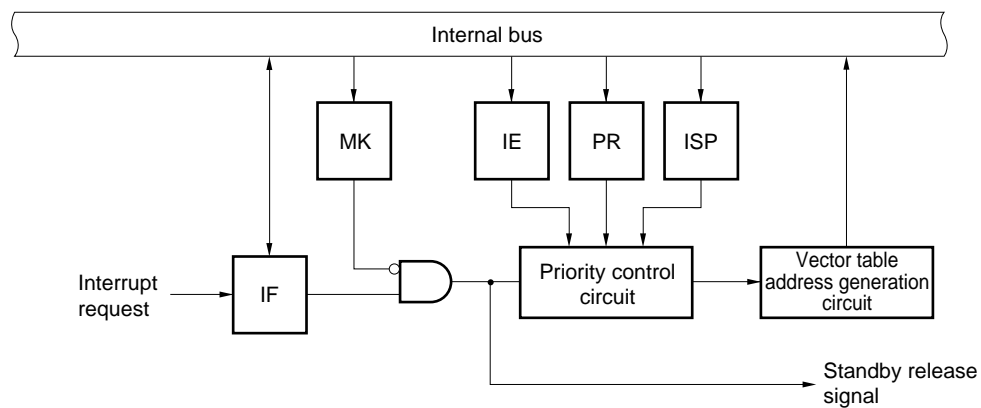 Internal bus
MK
IE
PR
ISP
Interrupt
request
IF
Priority control
circuit
Vector table
address generation
circuit
Standby release
signal